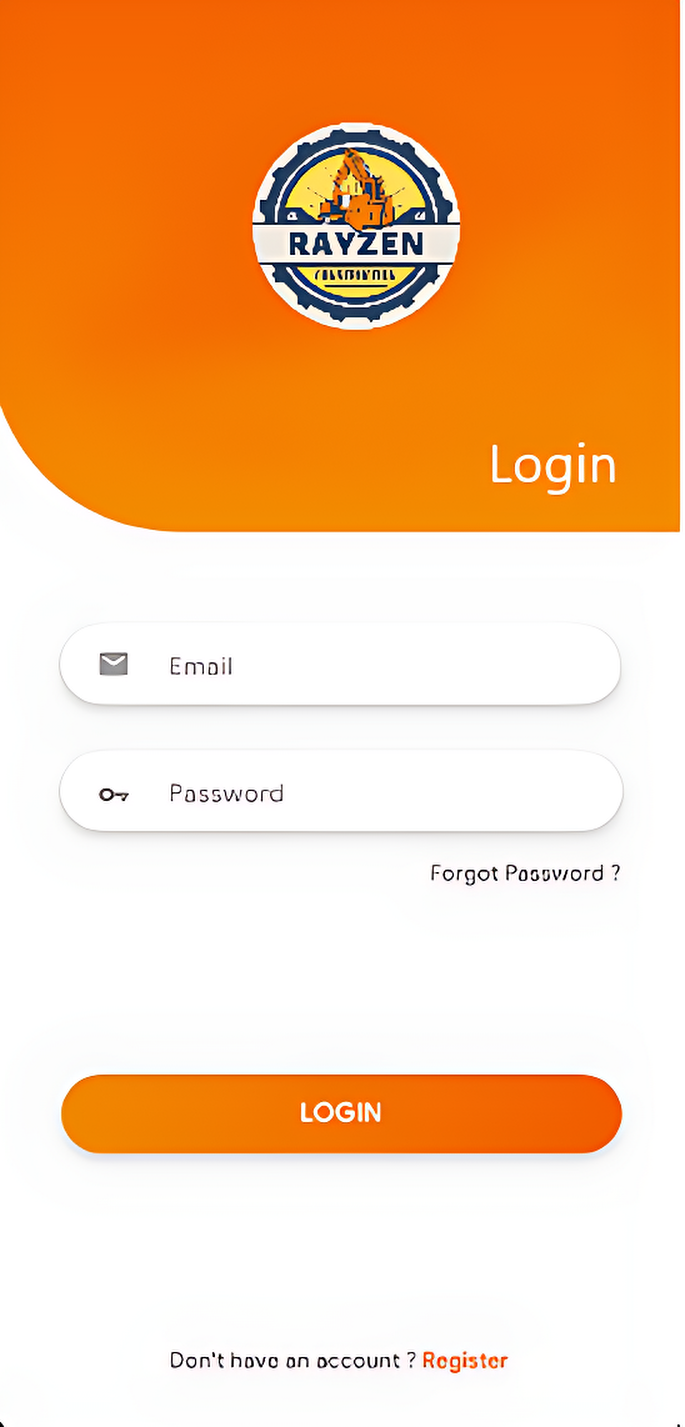 RAYZEN
Login
Email
Password
Forgot Password ?
LOGIN
Don't have an account ? Register